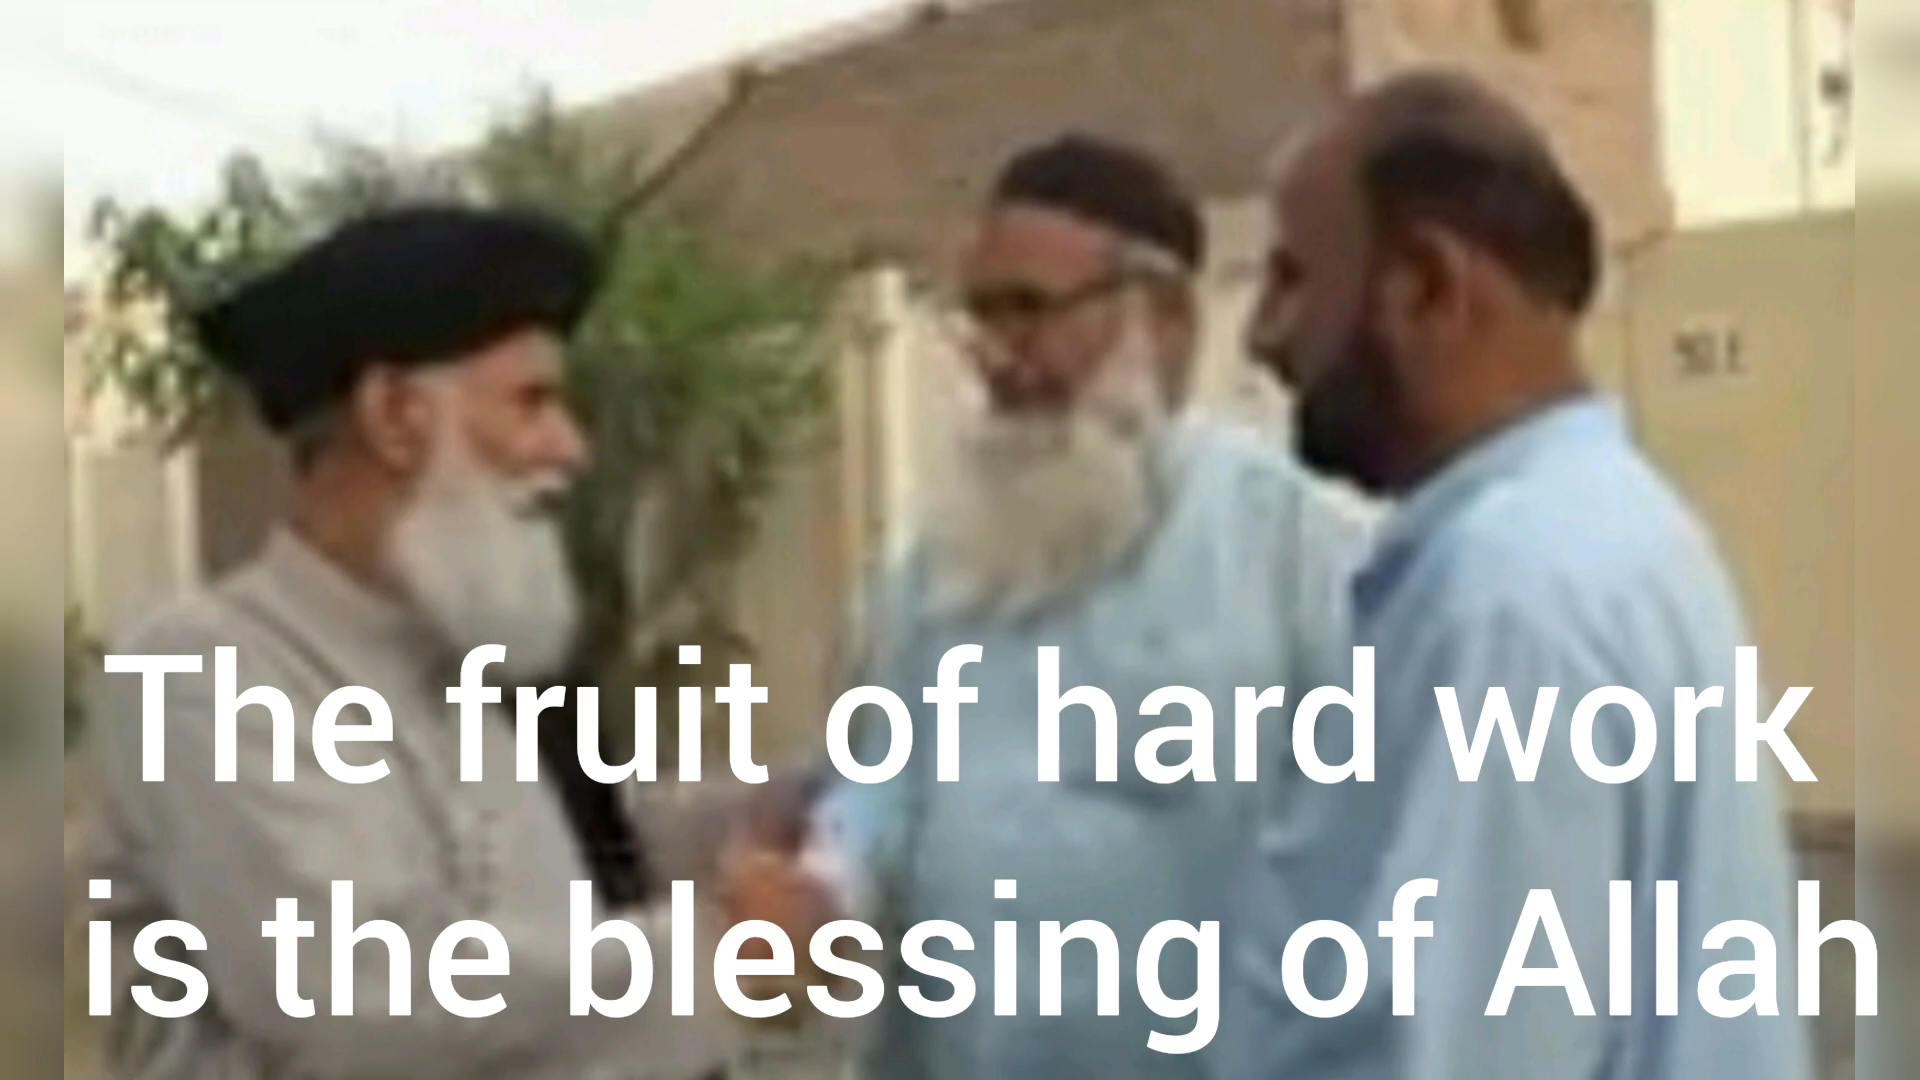 The fruit of hard work
is the blessing of Allah